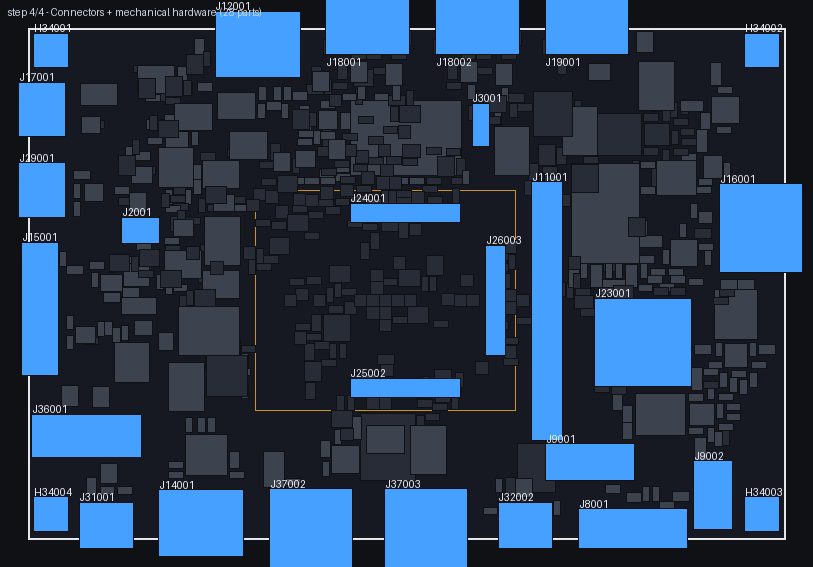 step 4/4 - Connectors + mechanical hardware (28 parts)
J12001
H34001
H34002
J18001
J18002
J19001
J17001
J3001
J29001
J11001
J16001
J24001
J2001
J15001
J26003
J23001
J25002
J36001
J9001
J9002
H34004
J31001
J14001
J37002
J37003
J32002
J8001
H34003